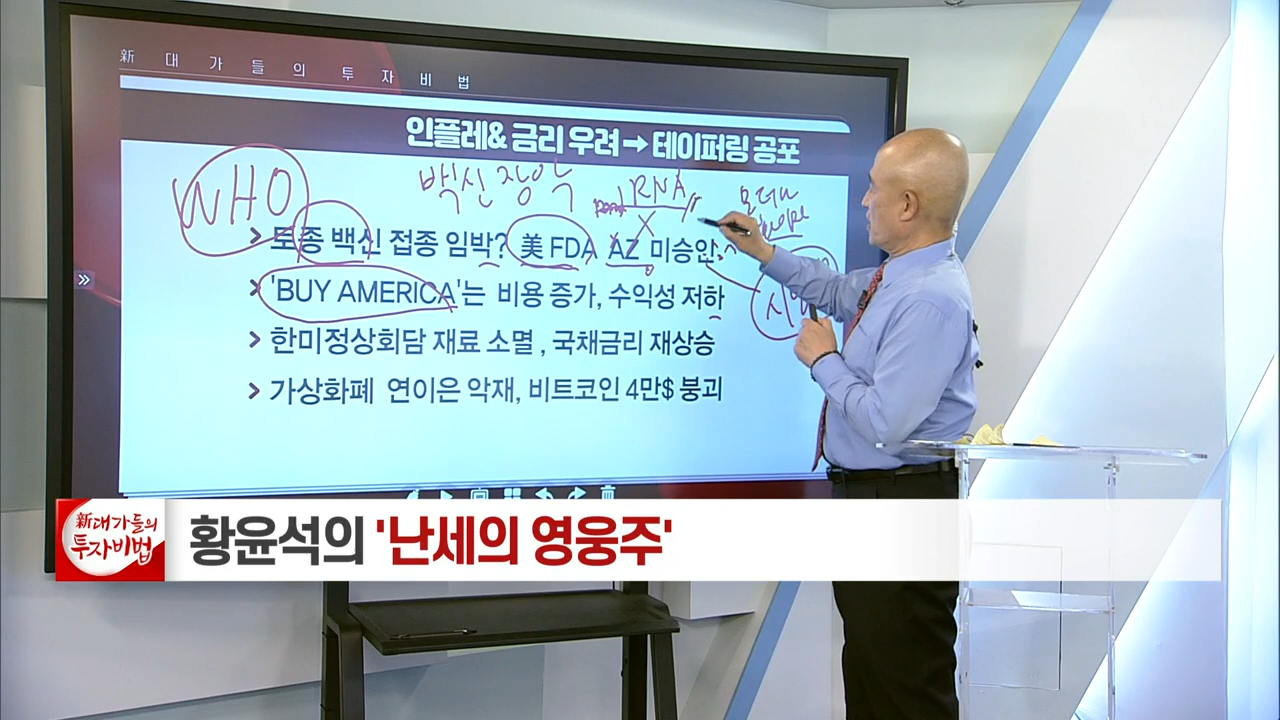 新 대 가 들 의 투 자 비 법
인플레& 금리 우려→테이퍼링 공포
WHO 백신 장악 RNA X 모더나
> 토종 백신 접종 임박? 美 FDA AZ 미승인,
> 'BUY AMERICA'는 비용 증가, 수익성 저하
> 한미정상회담 재료 소멸 , 국채금리 재상승
> 가상화폐 연이은 악재, 비트코인 4만$ 붕괴
新대가들의
투자비법
황윤석의 '난세의 영웅주'